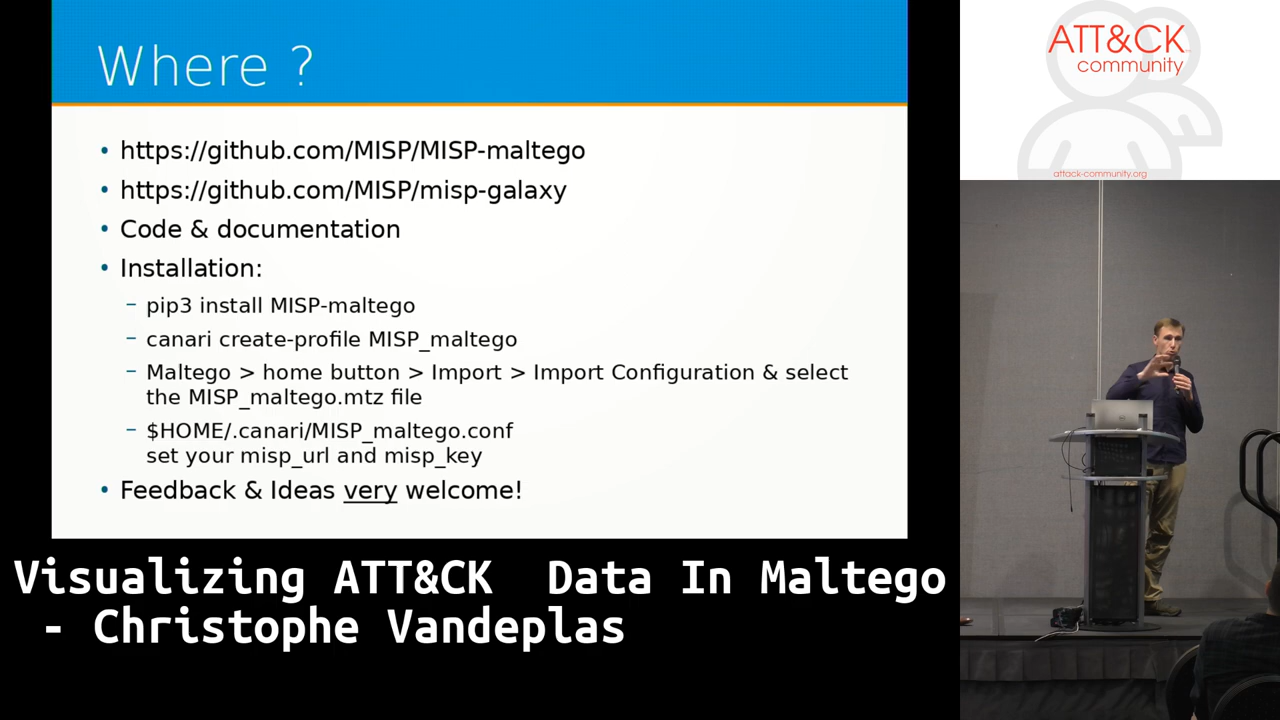 Where ?
• https://github.com/MISP/MISP-maltego
• https://github.com/MISP/misp-galaxy
• Code & documentation
• Installation:
– pip3 install MISP-maltego
– canari create-profile MISP_maltego
– Maltego > home button > Import > Import Configuration & select
the MISP_maltego.mtz file
– $HOME/.canari/MISP_maltego.conf
set your misp_url and misp_key
• Feedback & Ideas very welcome!
Visualizing ATT&CK  Data In Maltego
- Christophe Vandeplas
ATT&CK
community
attack-community.org